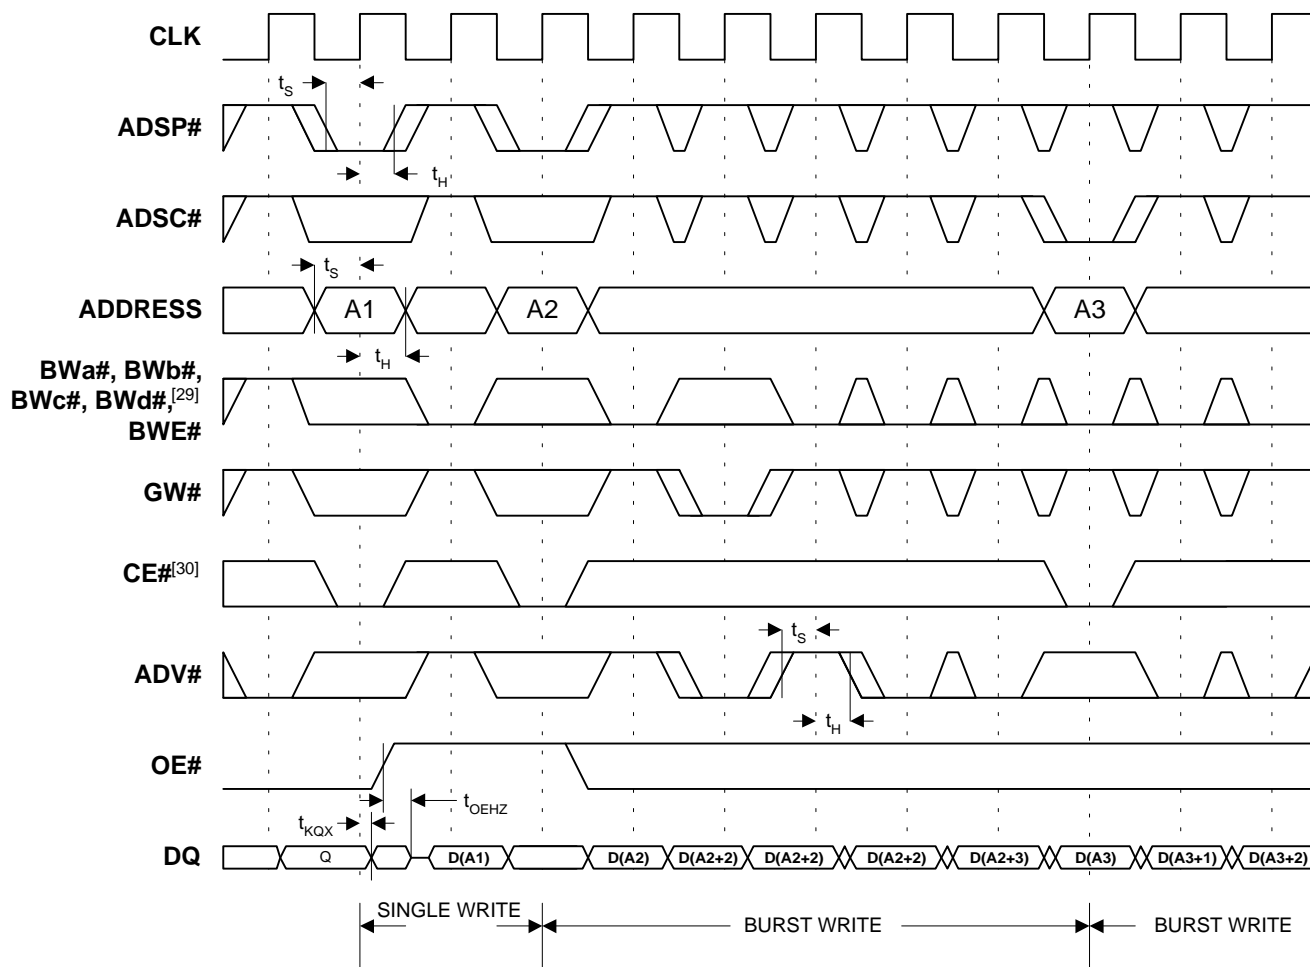 CLK
tS
ADSP#
tH
ADSC#
tS
ADDRESS A1 A2 A3
tH
BWa#, BWb#,
BWc#, BWd#,[29]
BWE#
GW#
CE#[30]
tS
ADV#
tH
OE#
tOEHZ
tKQX
DQ Q D(A1) D(A2) D(A2+2) D(A2+2) D(A2+2) D(A2+3) D(A3) D(A3+1) D(A3+2)
SINGLE WRITE BURST WRITE BURST WRITE